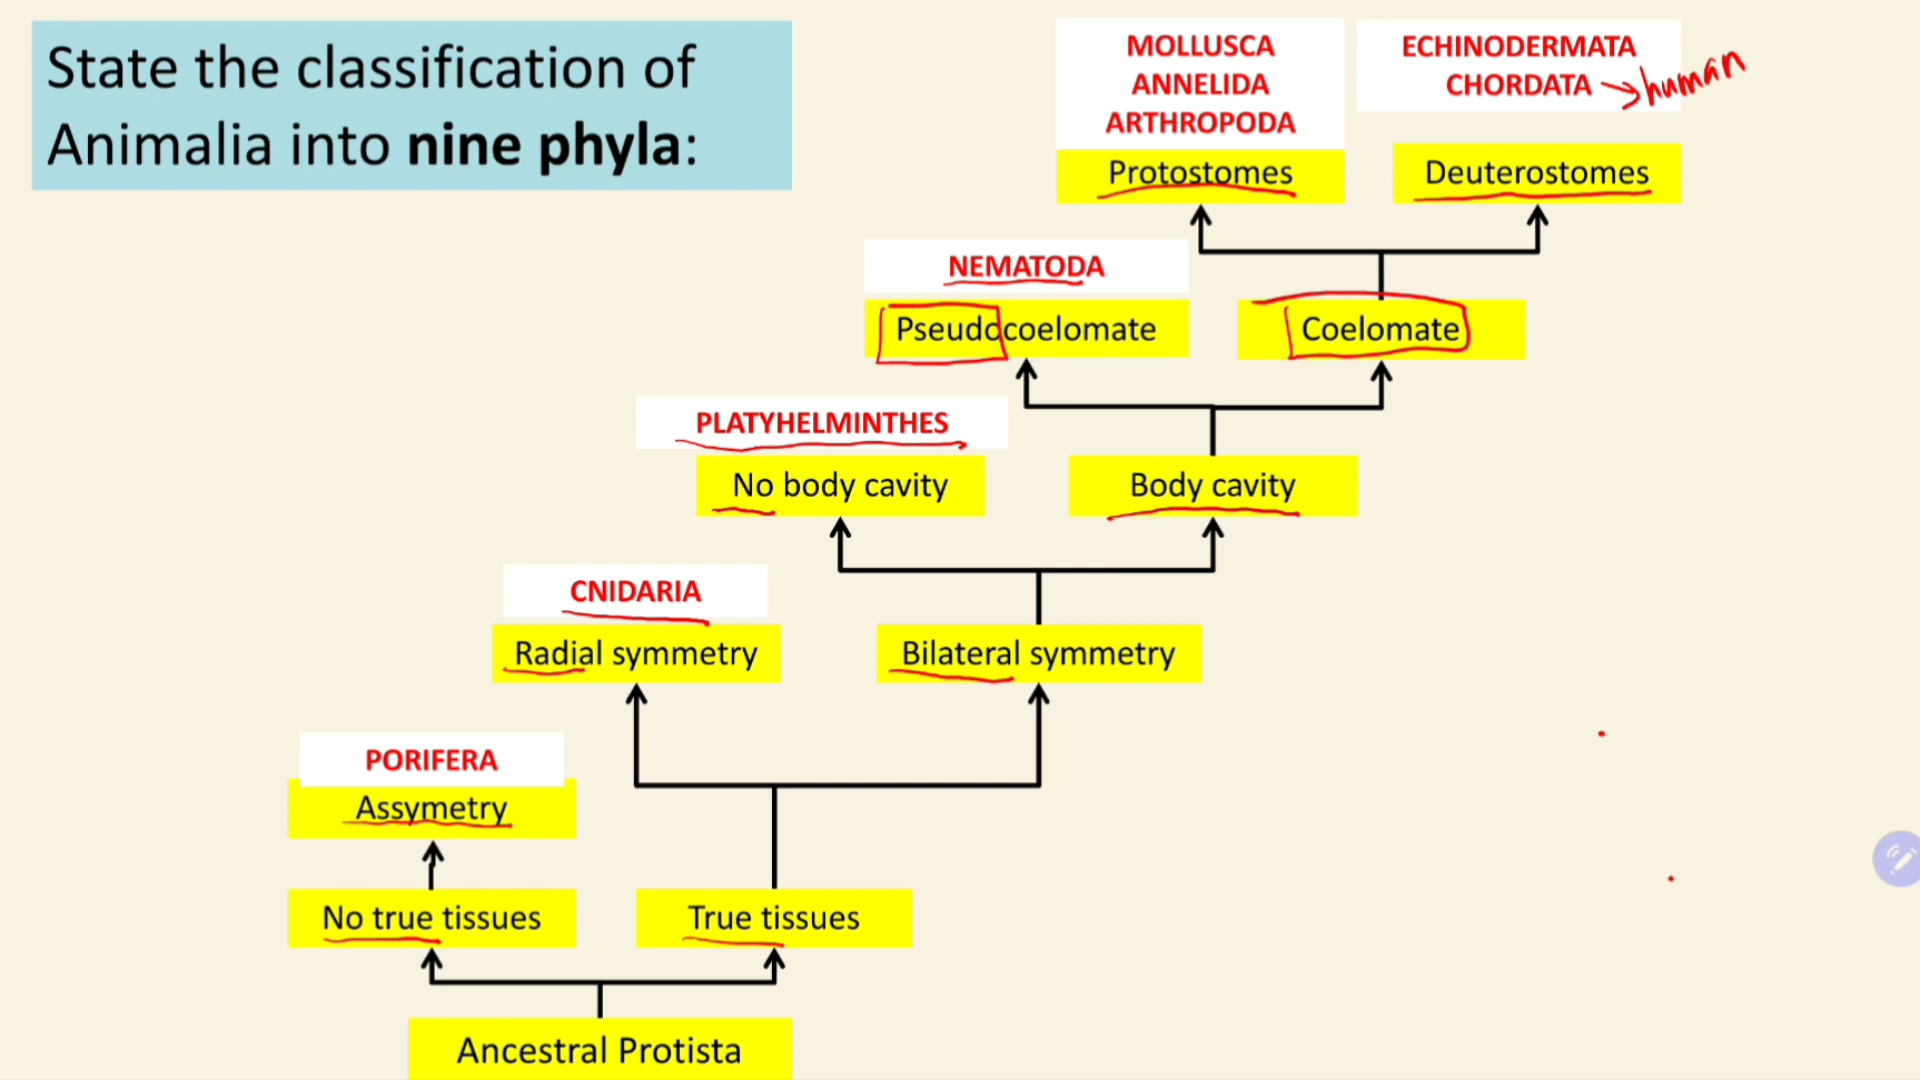 State the classification of
Animalia into nine phyla:
MOLLUSCA
ANNELIDA
ARTHROPODA
Protostomes
ECHINODERMATA
CHORDATA
human
Deuterostomes
NEMATODA
Pseudocoelomate
Coelomate
PLATYHELMINTHES
No body cavity
Body cavity
CNIDARIA
Radial symmetry
Bilateral symmetry
PORIFERA
Assymetry
No true tissues
True tissues
Ancestral Protista